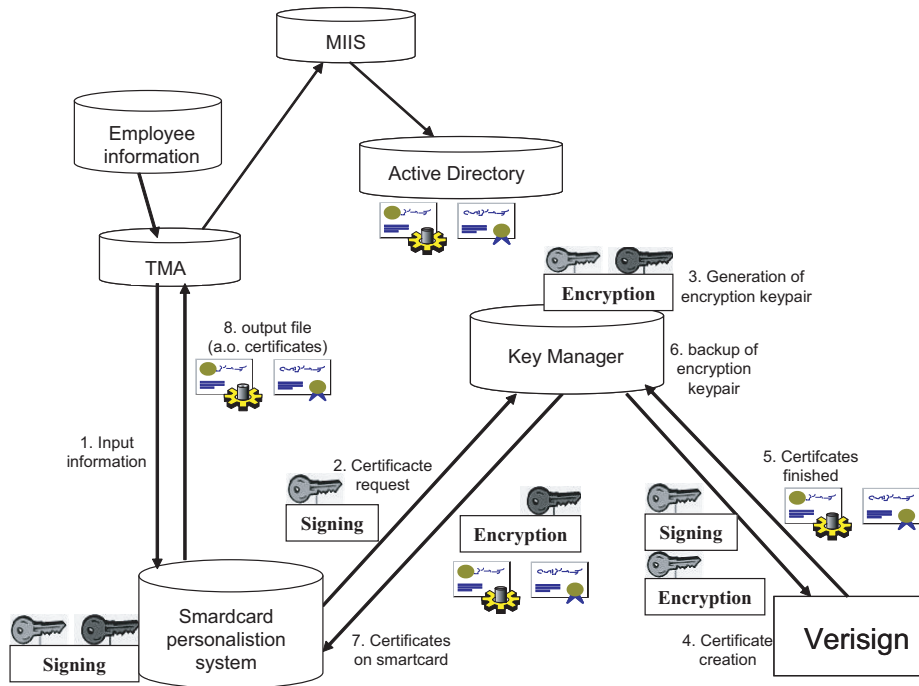 MIIS
Employee
information
Active Directory
TMA
Encryption
3. Generation of
encryption keypair
Key Manager
6. backup of
encryption
keypair
8. output file
(a.o. certificates)
1. Input
information
2. Certificacte
request
Signing
Encryption
Signing
Encryption
5. Certifcates
finished
Smardcard
personalistion
system
Signing
7. Certificates
on smartcard
4. Certificate
creation
Verisign